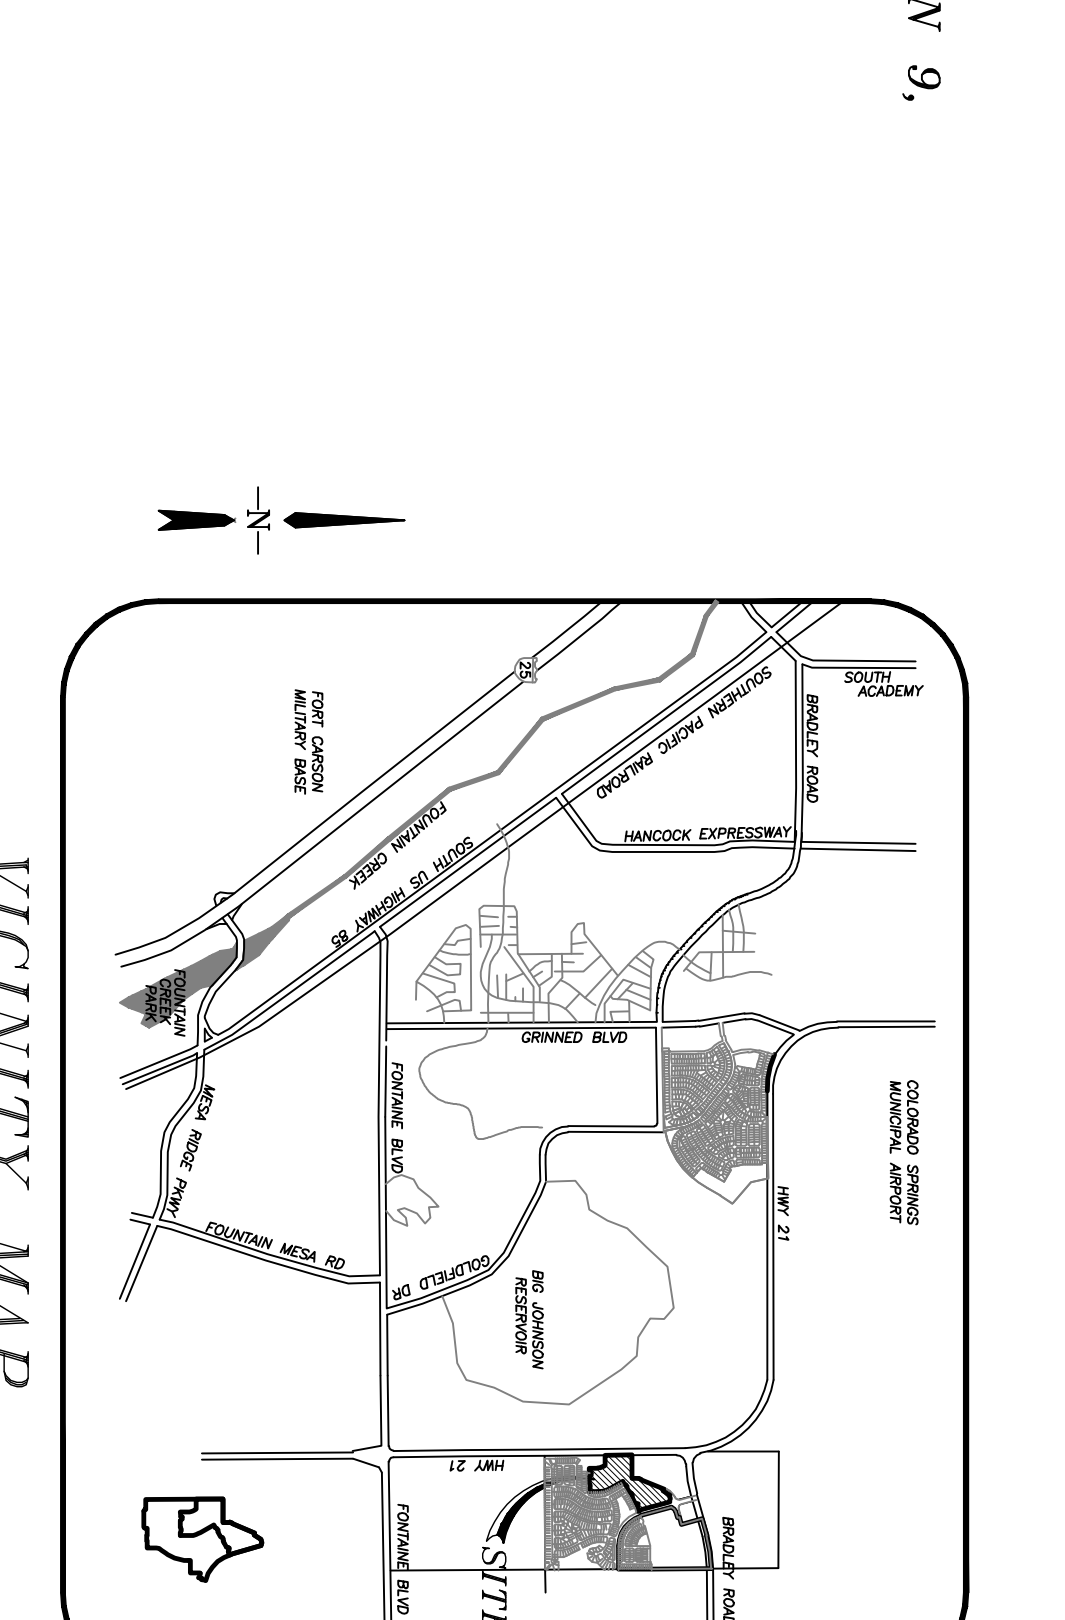 N 9,
N
SOUTH
ACADEMY
BRADLEY ROAD
SOUTHERN PACIFIC RAILROAD
HANCOCK EXPRESSWAY
25
FORT CARSON
MILITARY BASE
FOUNTAIN CREEK
SOUTH US HIGHWAY 85
FOUNTAIN
CREEK
PARK
GRINNED BLVD
COLORADO SPRINGS
MUNICIPAL AIRPORT
HWY 21
FONTAINE BLVD
MESA RIDGE PKWY
FOUNTAIN MESA RD
GOLDFIELD DR
BIG JOHNSON
RESERVOIR
HWY 21
BRADLEY ROAD
FONTAINE BLVD
SITE
VICINITY MAP